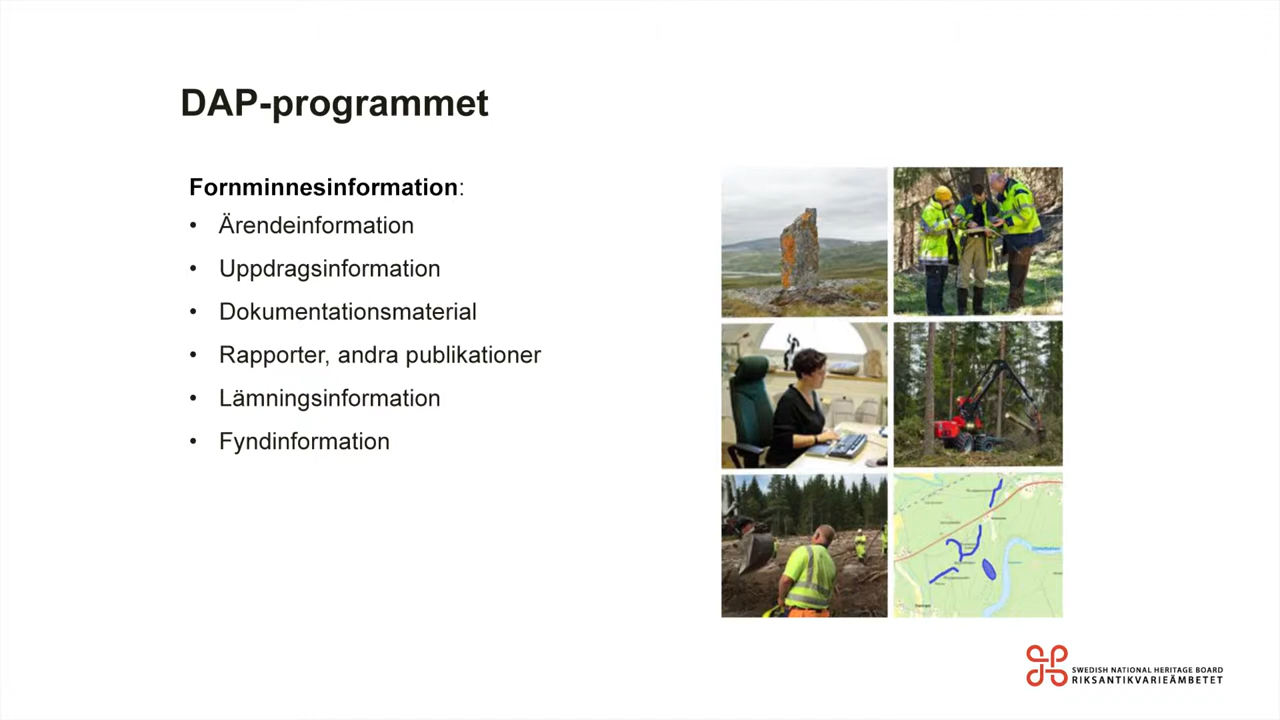 DAP-programmet
Fornminnesinformation:
• Ärendeinformation
• Uppdragsinformation
• Dokumentationsmaterial
• Rapporter, andra publikationer
• Lämningsinformation
• Fyndinformation
SWEDISH NATIONAL HERITAGE BOARD
RIKSANTIKVARIEÄMBETET